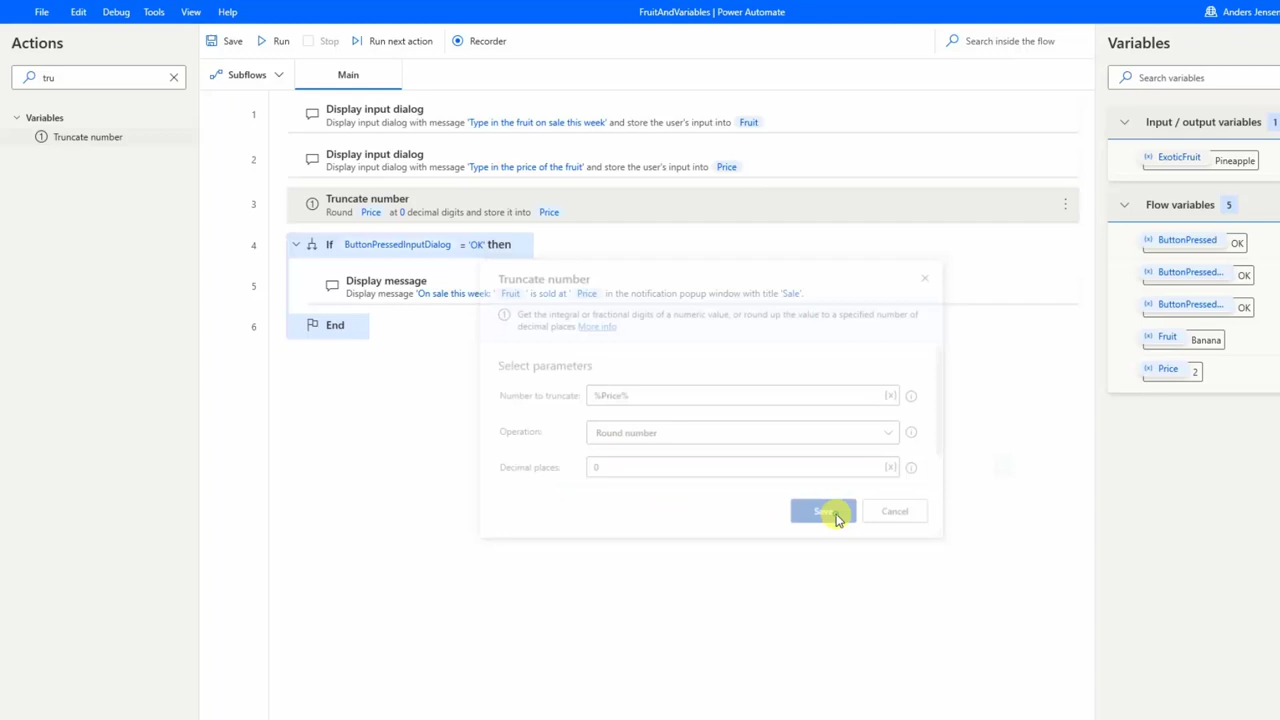 File Edit Debug Tools View Help FruitAndVariables | Power Automate Anders Jensen
Actions
tru
Variables
Truncate number
Save Run Stop Run next action Recorder Search inside the flow
Subflows Main
1 Display input dialog
Display input dialog with message 'Type in the fruit on sale this week' and store the user's input into Fruit
2 Display input dialog
Display input dialog with message 'Type in the price of the fruit' and store the user's input into Price
3 Truncate number
Round Price at 0 decimal digits and store it into Price
4 If ButtonPressedInputDialog = 'OK' then
5 Display message
Display message 'On sale this week: ' Fruit ' is sold at ' Price in the notification popup window with title 'Sale'.
6 End
Truncate number
Get the integral or fractional digits of a numeric value, or round up the value to a specified number of
decimal places More info
Select parameters
Number to truncate: %Price% {x}
Operation: Round number
Decimal places: 0 {x}
Save Cancel
Variables
Search variables
Input / output variables 1
(x) ExoticFruit Pineapple
Flow variables 5
(x) ButtonPressed OK
(x) ButtonPressed... OK
(x) ButtonPressed... OK
(x) Fruit Banana
(x) Price 2